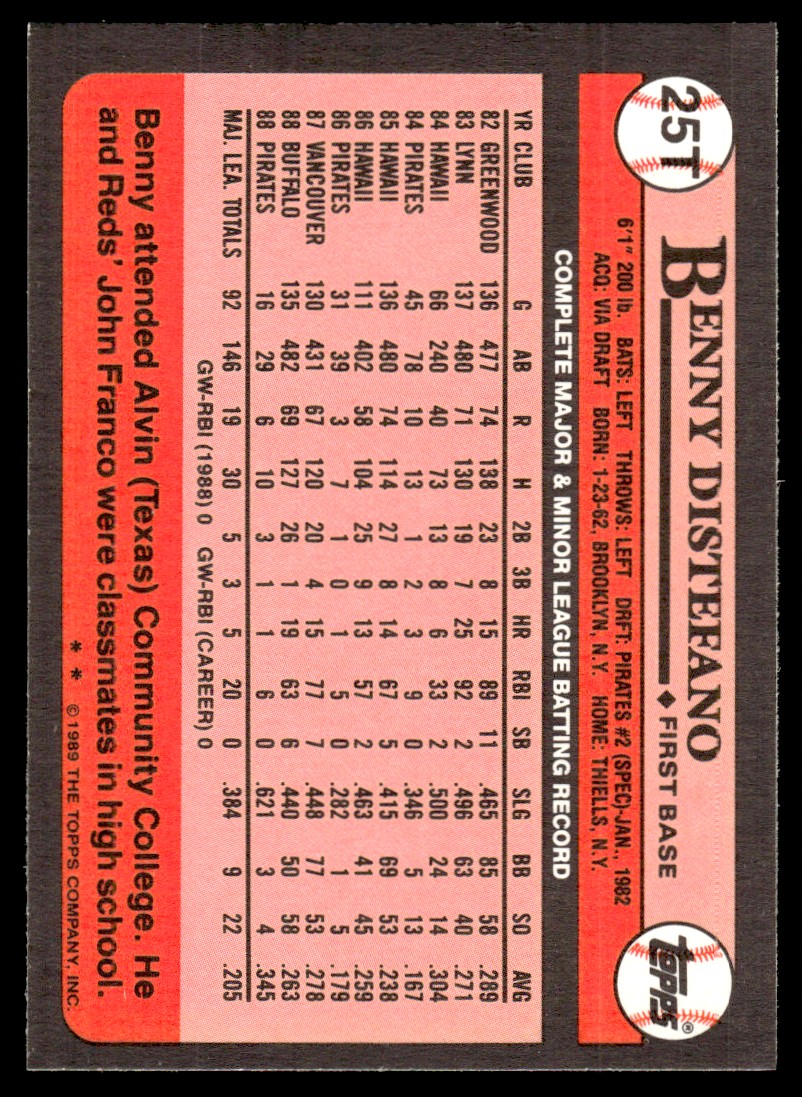 25T
BENNY DISTEFANO ♦ FIRST BASE
Topps®
6'1" 200 lb. BATS: LEFT THROWS: LEFT DRFT: PIRATES #2 (SPEC)-JAN., 1982
ACQ: VIA DRAFT BORN: 1-23-62, BROOKLYN, N.Y. HOME: THIELLS, N.Y.
COMPLETE MAJOR & MINOR LEAGUE BATTING RECORD
YR CLUB G AB R H 2B 3B HR RBI SB SLG BB SO AVG
82 GREENWOOD 136 477 74 138 23 8 15 89 11 .465 85 58 .289
83 LYNN 137 480 71 130 19 7 25 92 2 .496 63 40 .271
84 HAWAII 66 240 40 73 13 8 6 33 2 .500 24 14 .304
84 PIRATES 45 78 10 13 1 2 3 9 0 .346 5 13 .167
85 HAWAII 136 480 74 114 27 8 14 67 5 .415 69 53 .238
86 HAWAII 111 402 58 104 25 9 13 57 2 .463 41 45 .259
86 PIRATES 31 39 3 7 1 0 1 5 0 .282 1 5 .179
87 VANCOUVER 130 431 67 120 20 4 15 77 7 .448 77 53 .278
88 BUFFALO 135 482 69 127 26 1 19 63 6 .440 50 58 .263
88 PIRATES 16 29 6 10 3 1 1 6 0 .621 3 4 .345
MAJ. LEA. TOTALS 92 146 19 30 5 3 5 20 0 .384 9 22 .205
GW-RBI (1988) 0 GW-RBI (CAREER) 0
Benny attended Alvin (Texas) Community College. He
and Reds' John Franco were classmates in high school.
* * ©1989 THE TOPPS COMPANY, INC.